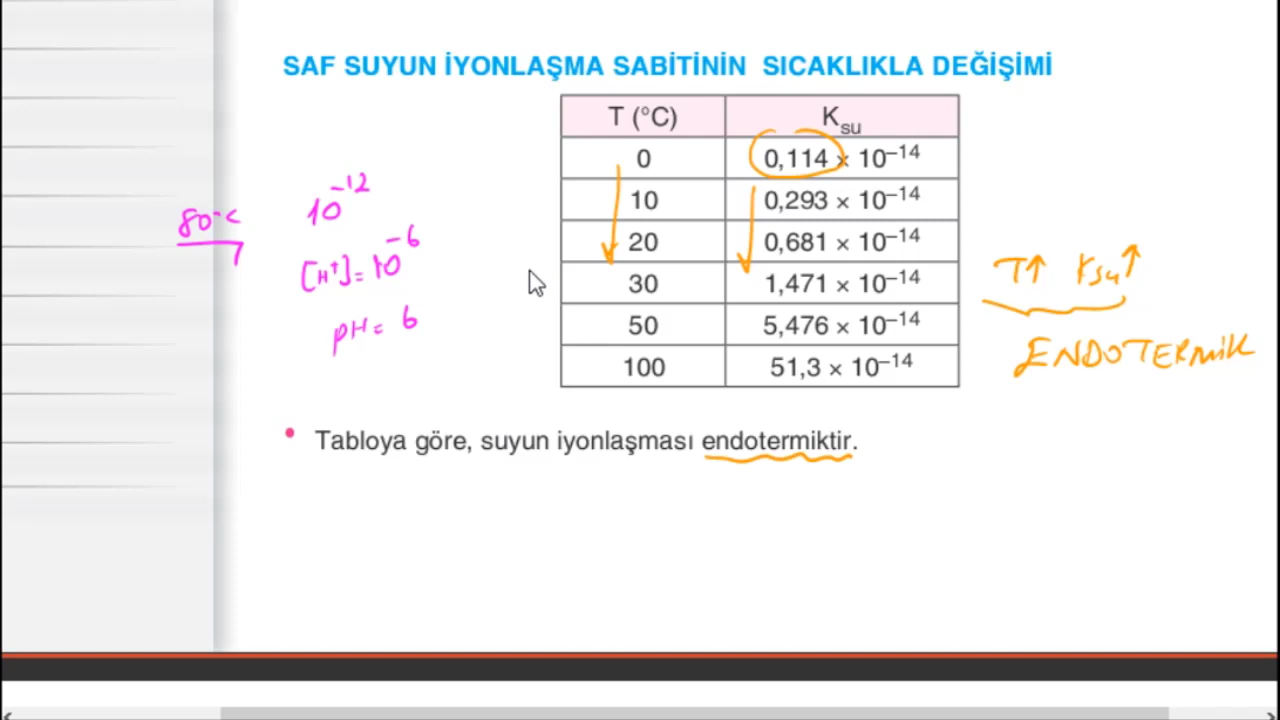 SAF SUYUN İYONLAŞMA SABİTİNİN SICAKLIKLA DEĞİŞİMİ
T (°C) Ksu
0 0,114 × 10–14
10 0,293 × 10–14
20 0,681 × 10–14
30 1,471 × 10–14
50 5,476 × 10–14
100 51,3 × 10–14
80°C 10-12
[H+]=10-6
pH= 6
T↑ Ksu↑
ENDOTERMiK
• Tabloya göre, suyun iyonlaşması endotermiktir.